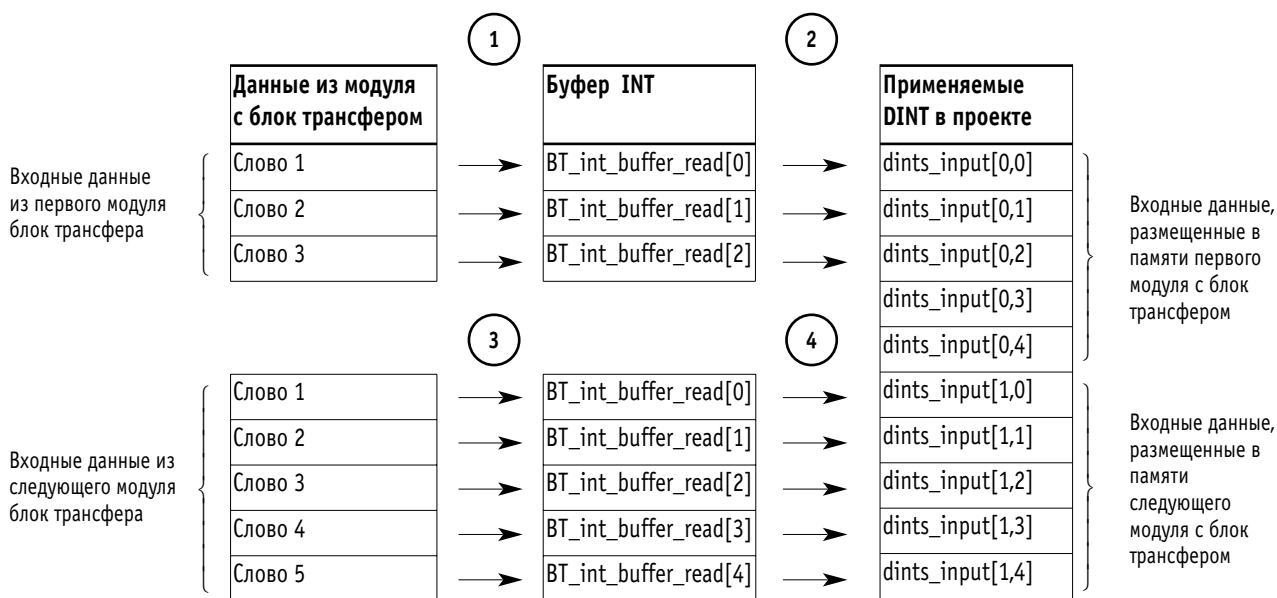 1
2
Данные из модуля
с блок трансфером
Буфер INT
Применяемые
DINT в проекте
Входные данные
из первого модуля
блок трансфера
Слово 1
BT_int_buffer_read[0]
dints_input[0,0]
Слово 2
BT_int_buffer_read[1]
dints_input[0,1]
Слово 3
BT_int_buffer_read[2]
dints_input[0,2]
dints_input[0,3]
dints_input[0,4]
Входные данные,
размещенные в
памяти первого
модуля с блок
трансфером
3
4
Входные данные из
следующего модуля
блок трансфера
Слово 1
BT_int_buffer_read[0]
dints_input[1,0]
Слово 2
BT_int_buffer_read[1]
dints_input[1,1]
Слово 3
BT_int_buffer_read[2]
dints_input[1,2]
Слово 4
BT_int_buffer_read[3]
dints_input[1,3]
Слово 5
BT_int_buffer_read[4]
dints_input[1,4]
Входные данные,
размещенные в
памяти
следующего
модуля с блок
трансфером